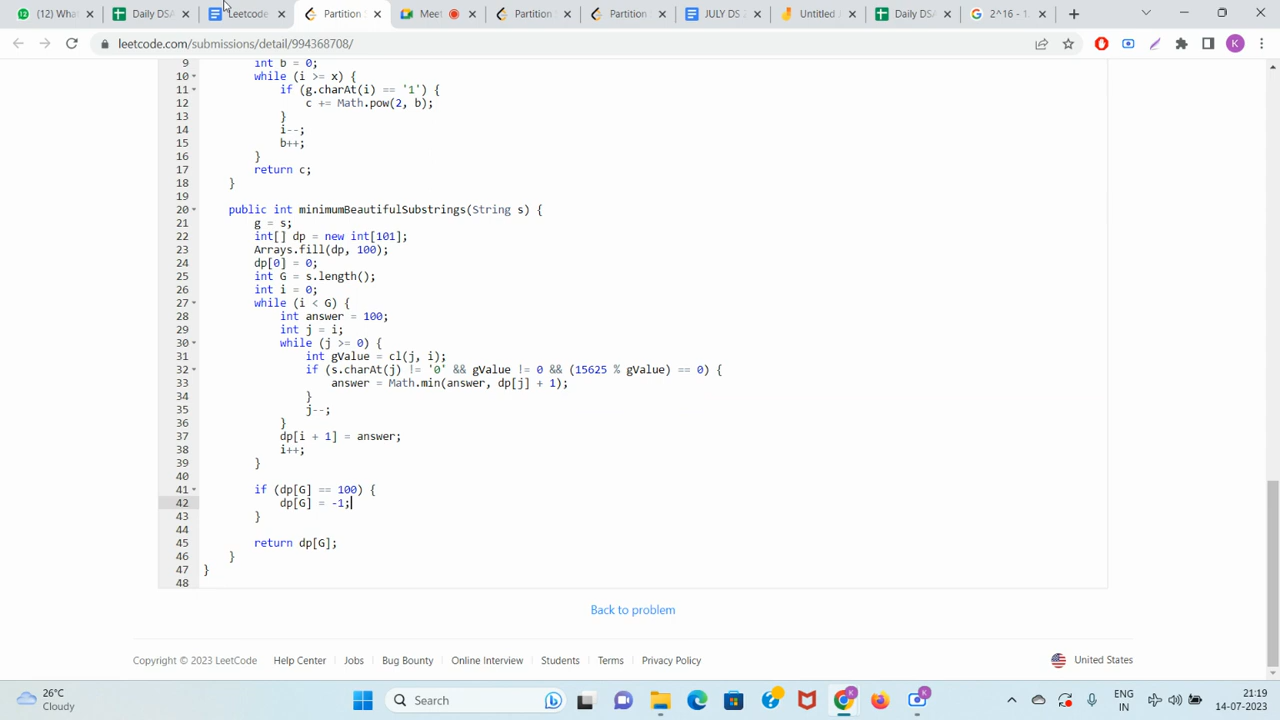 (12) What
Daily DSA
Leetcode
Partition S
Meet
Partition
Partition
JULY DS
Untitled J
Daily DSA
2^16 - 1
leetcode.com/submissions/detail/994368708/
K
9 int b = 0;
10 while (i >= x) {
11 if (g.charAt(i) == '1') {
12 c += Math.pow(2, b);
13 }
14 i--;
15 b++;
16 }
17 return c;
18 }
19
20 public int minimumBeautifulSubstrings(String s) {
21 g = s;
22 int[] dp = new int[101];
23 Arrays.fill(dp, 100);
24 dp[0] = 0;
25 int G = s.length();
26 int i = 0;
27 while (i < G) {
28 int answer = 100;
29 int j = i;
30 while (j >= 0) {
31 int gValue = cl(j, i);
32 if (s.charAt(j) != '0' && gValue != 0 && (15625 % gValue) == 0) {
33 answer = Math.min(answer, dp[j] + 1);
34 }
35 j--;
36 }
37 dp[i + 1] = answer;
38 i++;
39 }
40
41 if (dp[G] == 100) {
42 dp[G] = -1;
43 }
44
45 return dp[G];
46 }
47 }
48
Back to problem
Copyright © 2023 LeetCode Help Center Jobs Bug Bounty Online Interview Students Terms Privacy Policy United States
26°C
Cloudy
Search
ENG
IN
21:19
14-07-2023